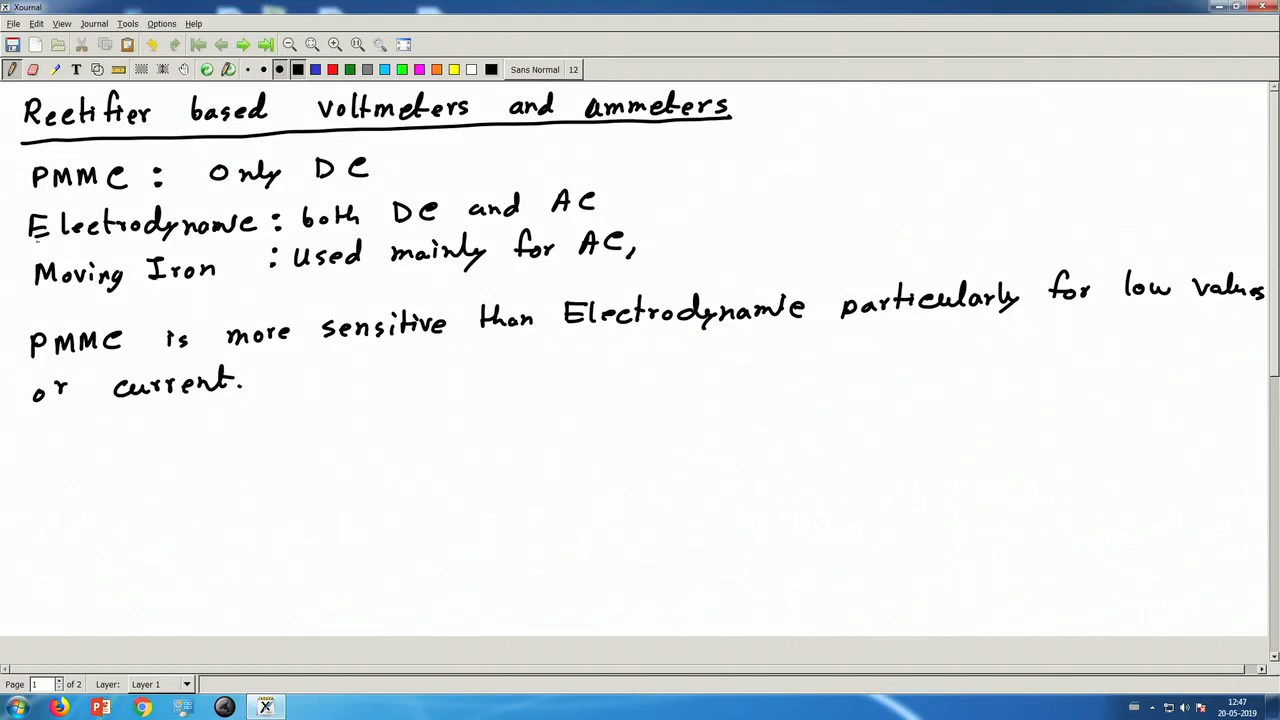 Xournal
File Edit View Journal Tools Options Help
Sans Normal 12
Rectifier based voltmeters and ammeters
PMMC : Only DC
Electrodynamic : both DC and AC
Moving Iron : Used mainly for AC,
PMMC is more sensitive than Electrodynamic particularly for low values
or current.
Page 1 of 2 Layer: Layer 1
12:47
20-05-2019